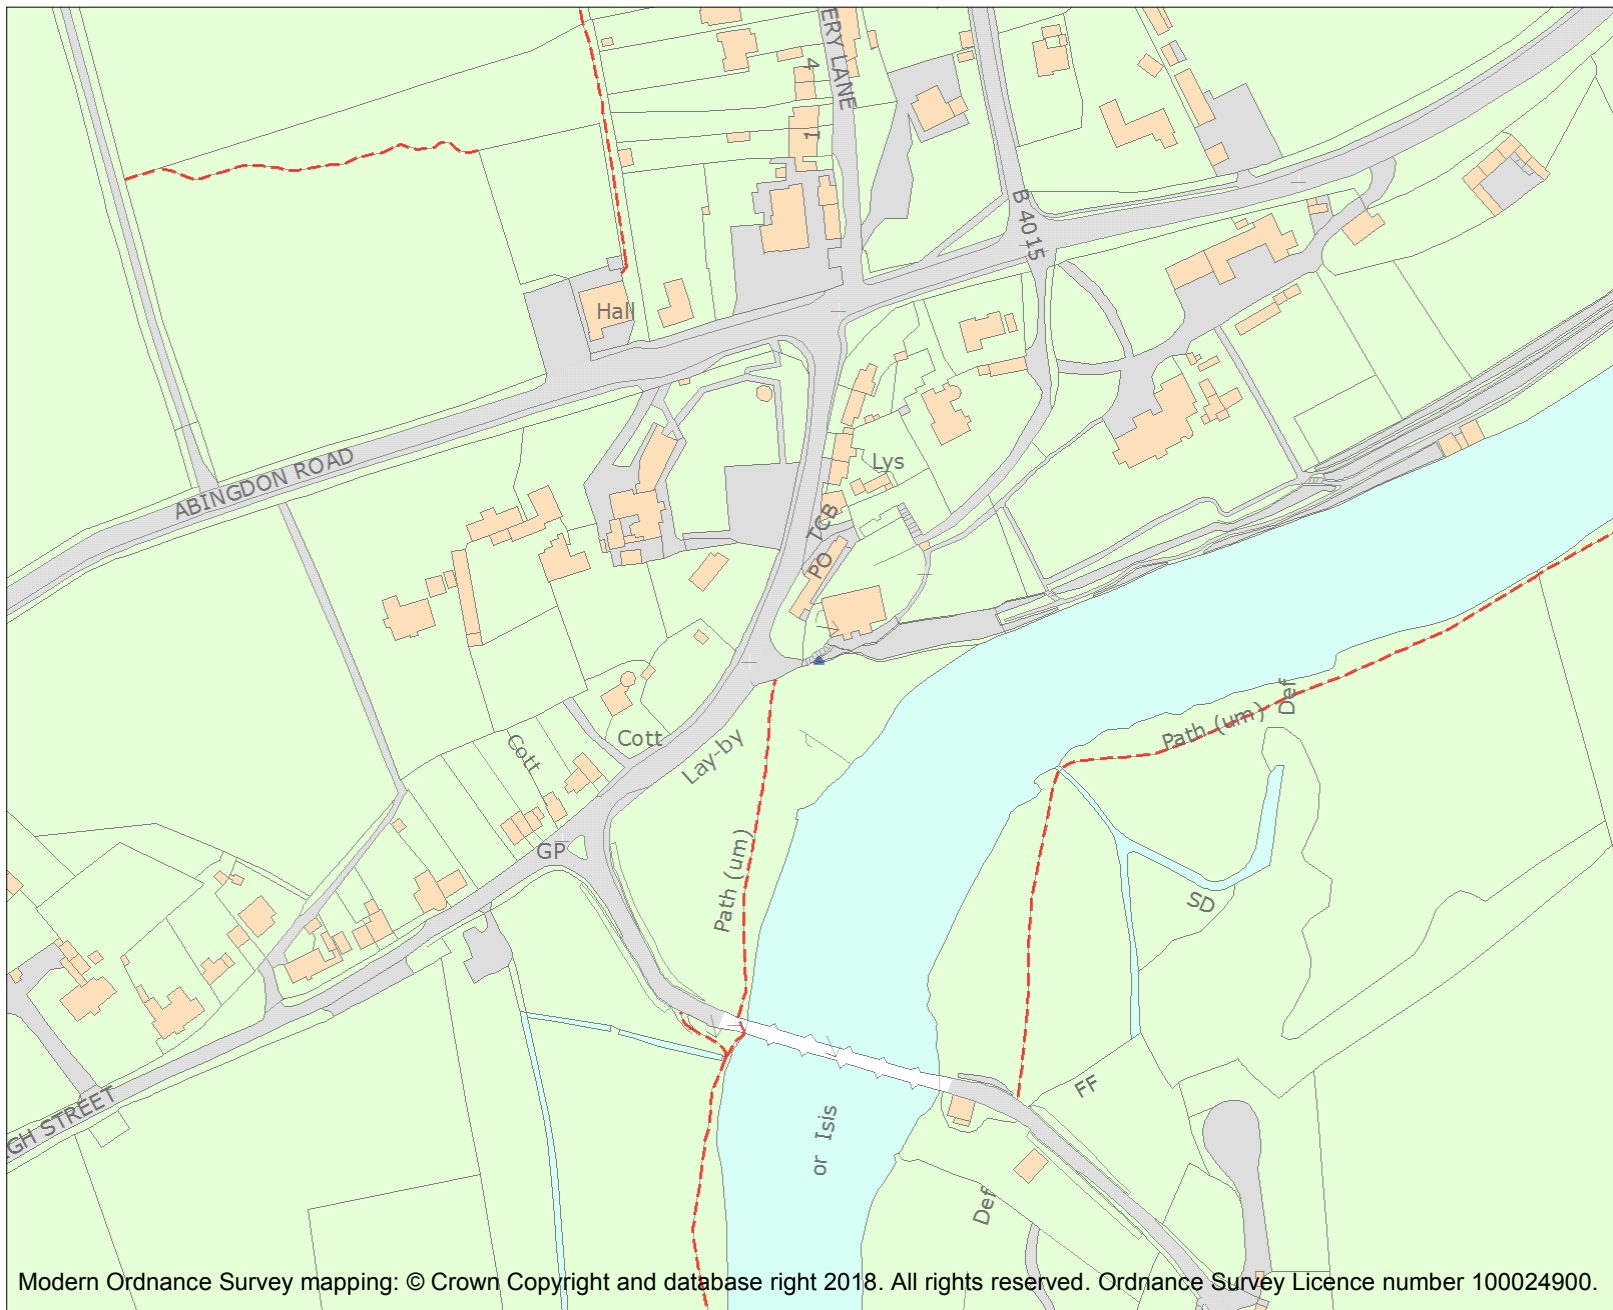 ERY LANE
4
1
B 4015
Hall
ABINGDON ROAD
Lys
TCB
PO
Cott
Cott
Lay-by
Path (um)
Def
GP
Path (um)
SD
FF
GH STREET
or Isis
Def
Modern Ordnance Survey mapping: © Crown Copyright and database right 2018. All rights reserved. Ordnance Survey Licence number 100024900.